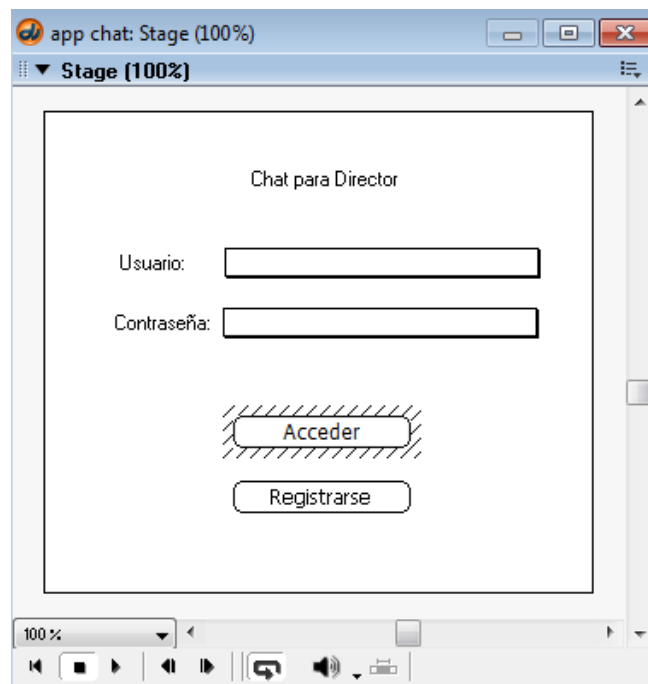 app chat: Stage (100%)
Stage (100%)
Chat para Director
Usuario:
Contraseña:
Acceder
Registrarse
100 %